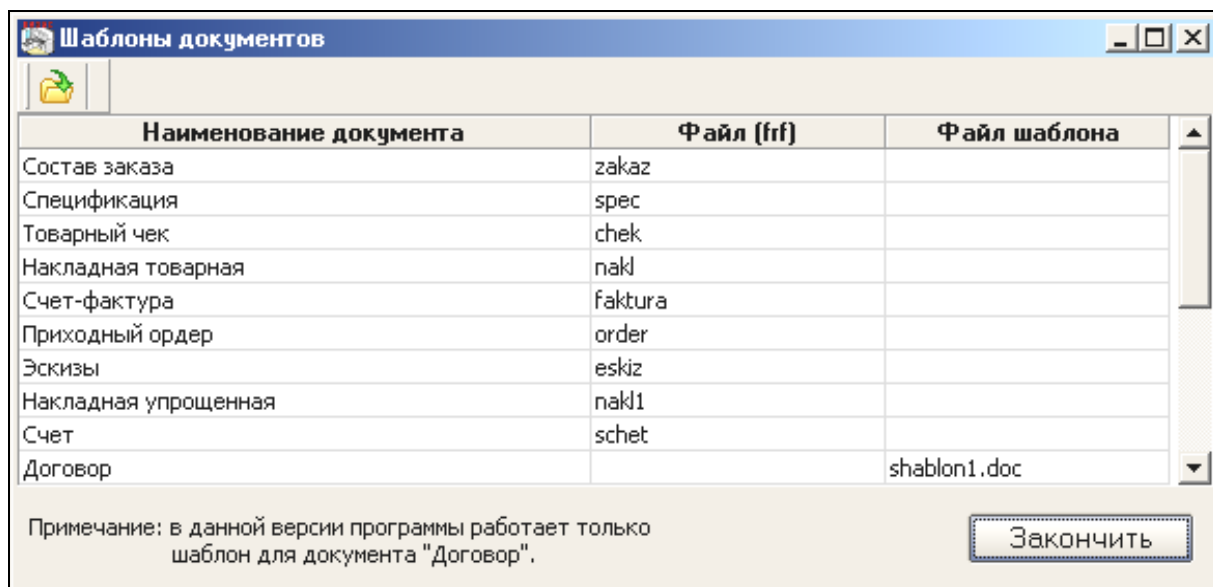 Шаблоны документов
Наименование документа Файл (frf) Файл шаблона
Состав заказа zakaz
Спецификация spec
Товарный чек chek
Накладная товарная nakl
Счет-фактура faktura
Приходный ордер order
Эскизы eskiz
Накладная упрощенная nakl1
Счет schet
Договор shablon1.doc
Примечание: в данной версии программы работает только
шаблон для документа "Договор".
Закончить